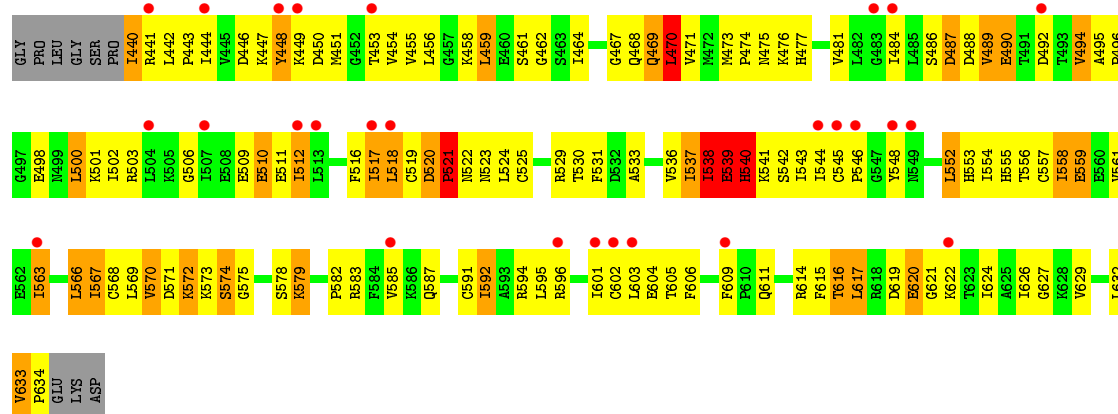 GLY PRO LEU GLY SER PRO I440 R441 L442 P443 I444 V445 D446 K447 Y448 K449 D450 M451 G452 T453 V454 V455 L456 G457 K458 L459 E460 S461 G462 S463 I464 G467 Q468 Q469 L470 V471 M472 M473 P474 N475 K476 H477 V481 L482 G483 I484 L485 S486 D487 D488 V489 E490 T491 D492 T493 V494 A495 P496
G497 E498 N499 L500 K501 I502 R503 L504 K505 G506 I507 E508 E509 E510 E511 I512 L513 F516 I517 L518 C519 D520 P521 N522 N523 L524 C525 R529 T530 F531 D532 A533 V536 I537 I538 E539 H540 K541 S542 I543 I544 C545 P546 G547 Y548 N549 L552 H553 I554 H555 T556 C557 I558 E559 E560 V561
E562 I563 L566 I567 C568 L569 V570 D571 K572 K573 S574 G575 S578 K579 P582 R583 F584 V585 K586 Q587 C591 I592 A593 R594 L595 R596 I601 C602 L603 E604 T605 F606 F609 P610 Q611 R614 F615 T616 L617 R618 D619 E620 G621 K622 T623 I624 A625 I626 G627 K628 V629 L632
V633 P634 GLU LYS ASP